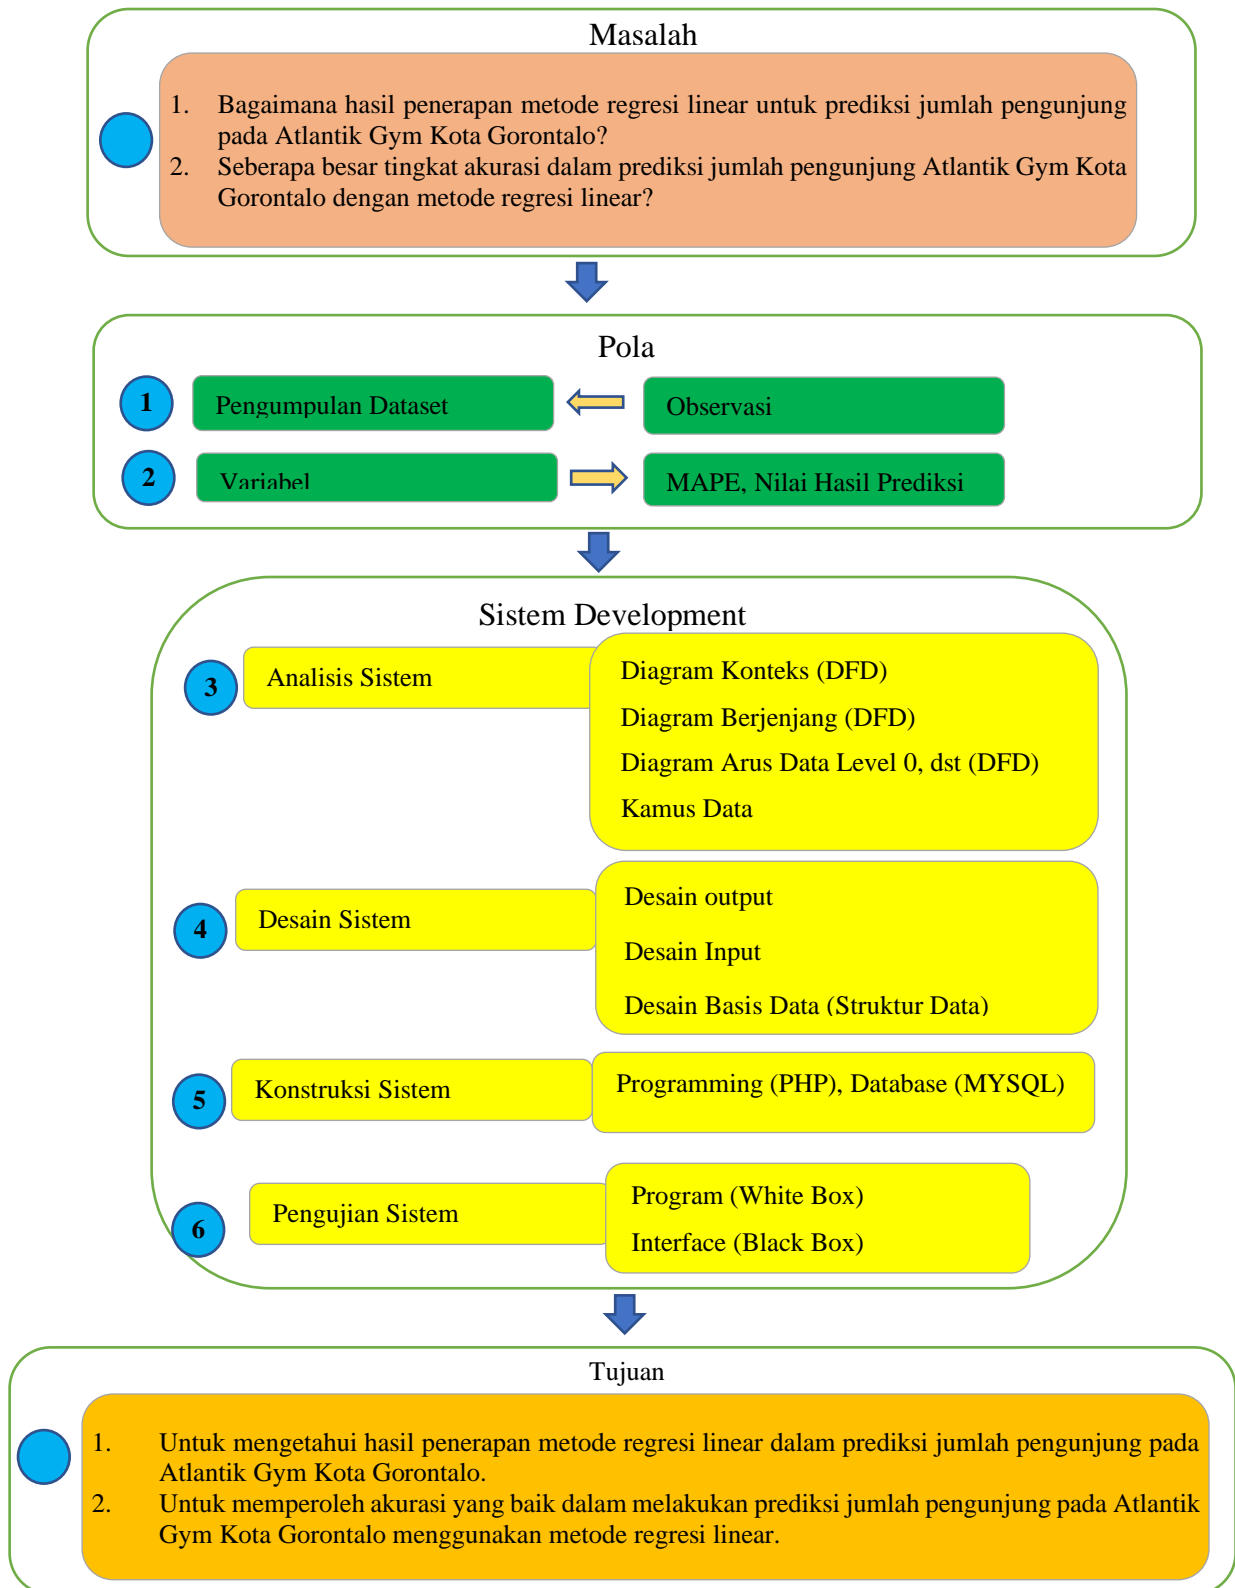 Masalah
1. Bagaimana hasil penerapan metode regresi linear untuk prediksi jumlah pengunjung
pada Atlantik Gym Kota Gorontalo?
2. Seberapa besar tingkat akurasi dalam prediksi jumlah pengunjung Atlantik Gym Kota
Gorontalo dengan metode regresi linear?
Pola
1 Pengumpulan Dataset Observasi
2 Variabel MAPE, Nilai Hasil Prediksi
Sistem Development
3 Analisis Sistem
Diagram Konteks (DFD)
Diagram Berjenjang (DFD)
Diagram Arus Data Level 0, dst (DFD)
Kamus Data
4 Desain Sistem
Desain output
Desain Input
Desain Basis Data (Struktur Data)
5 Konstruksi Sistem
Programming (PHP), Database (MYSQL)
6 Pengujian Sistem
Program (White Box)
Interface (Black Box)
Tujuan
1. Untuk mengetahui hasil penerapan metode regresi linear dalam prediksi jumlah pengunjung pada
Atlantik Gym Kota Gorontalo.
2. Untuk memperoleh akurasi yang baik dalam melakukan prediksi jumlah pengunjung pada Atlantik
Gym Kota Gorontalo menggunakan metode regresi linear.